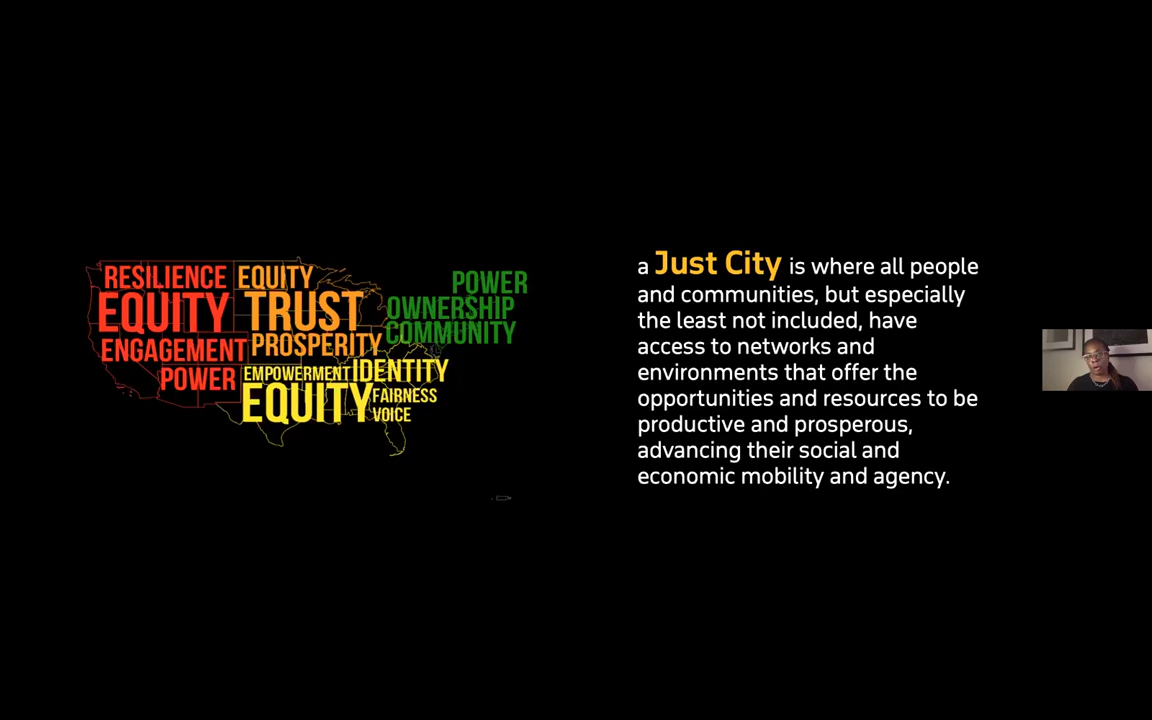 RESILIENCE
EQUITY
ENGAGEMENT
POWER
EQUITY
TRUST
PROSPERITY
EMPOWERMENT
IDENTITY
EQUITY
FAIRNESS
VOICE
POWER
OWNERSHIP
COMMUNITY
a Just City is where all people
and communities, but especially
the least not included, have
access to networks and
environments that offer the
opportunities and resources to be
productive and prosperous,
advancing their social and
economic mobility and agency.